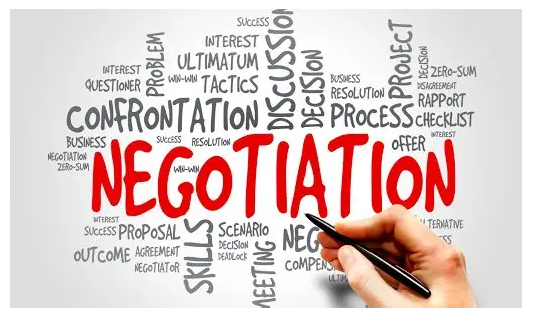 SUCCESS
INTEREST
ULTIMATUM
INTEREST
QUESTIONER
PROBLEM
WIN-WIN
TACTICS
DISCUSSION
DECISION
BUSINESS
RESOLUTION
PROJECT
DECISION
ZERO-SUM
DISAGREEMENT
RAPPORT
CHECKLIST
CONFRONTATION
PROCESS
BUSINESS
SUCCESS
RESOLUTION
OFFER
INTEREST
NEGOTIATION
ZERO-SUM
WIN-WIN
NEGOTIATION
INTEREST
SUCCESS
PROPOSAL
SKILLS
SCENARIO
DECISION
DEADLOCK
OUTCOME
AGREEMENT
NEGOTIATOR
MEETING